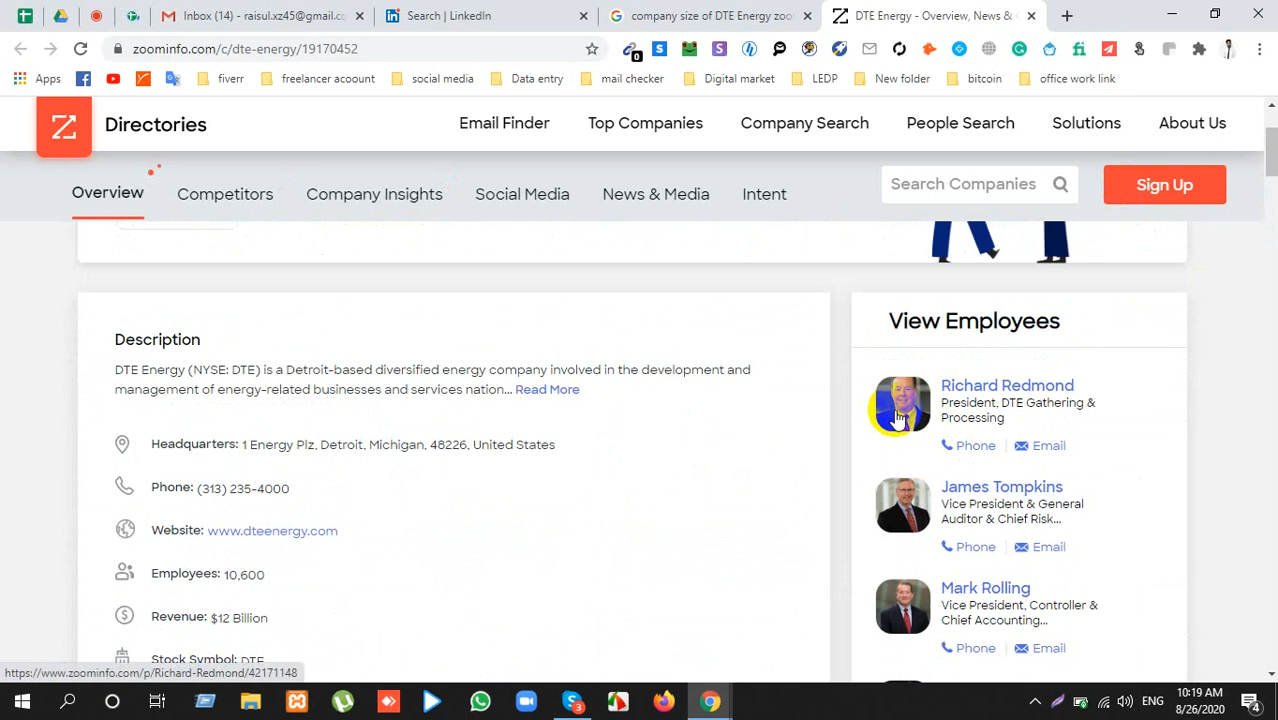 Inbox (14) - raisul.xz45@gmail.co
Search | LinkedIn
company size of DTE Energy zoo
DTE Energy - Overview, News &
zoominfo.com/c/dte-energy/19170452
0
Apps
fiverr
freelancer acoount
social media
Data entry
mail checker
Digital market
LEDP
New folder
bitcoin
office work link
Directories
Email Finder
Top Companies
Company Search
People Search
Solutions
About Us
Overview
Competitors
Company Insights
Social Media
News & Media
Intent
Search Companies
Sign Up
Description
DTE Energy (NYSE: DTE) is a Detroit-based diversified energy company involved in the development and
management of energy-related businesses and services nation... Read More
Headquarters: 1 Energy Plz, Detroit, Michigan, 48226, United States
Phone: (313) 235-4000
Website: www.dteenergy.com
Employees: 10,600
Revenue: $12 Billion
Stock Symbol: DTE
View Employees
Richard Redmond
President, DTE Gathering &
Processing
Phone | Email
James Tompkins
Vice President & General
Auditor & Chief Risk...
Phone | Email
Mark Rolling
Vice President, Controller &
Chief Accounting...
Phone | Email
https://www.zoominfo.com/p/Richard-Redmond/42171148
ENG
10:19 AM
8/26/2020
4